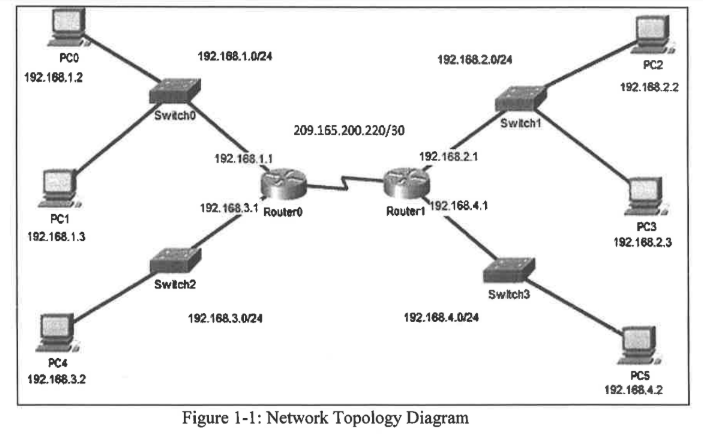 PC0
192.168.1.2
192.168.1.0/24
192.168.2.0/24
PC2
192.168.2.2
Switch0
Switch1
209.165.200.220/30
192.168.1.1
192.168.2.1
PC1
192.168.1.3
192.168.3.1
Router0
Router1
192.168.4.1
PC3
192.168.2.3
Switch2
Switch3
192.168.3.0/24
192.168.4.0/24
PC4
192.168.3.2
PC5
192.168.4.2
Figure 1-1: Network Topology Diagram